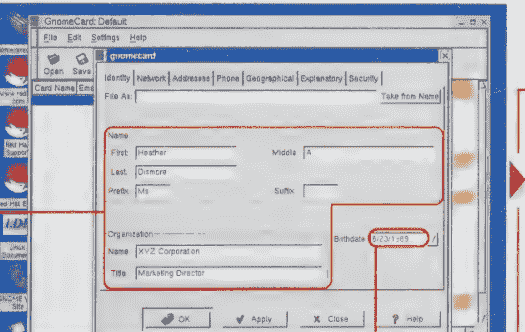 GnomeCard: Default
File Edit Settings Help
Open Save
gnomecard
Card Name Ema
Identity Network Addresses Phone Geographical Explanatory Security
File As: Take from Name
Name
First: Heather Middle A
Last: Dismore
Prefix: Ms Suffix
Organization
Name XYZ Corporation
Birthdate
Title Marketing Director
OK Apply Close Help